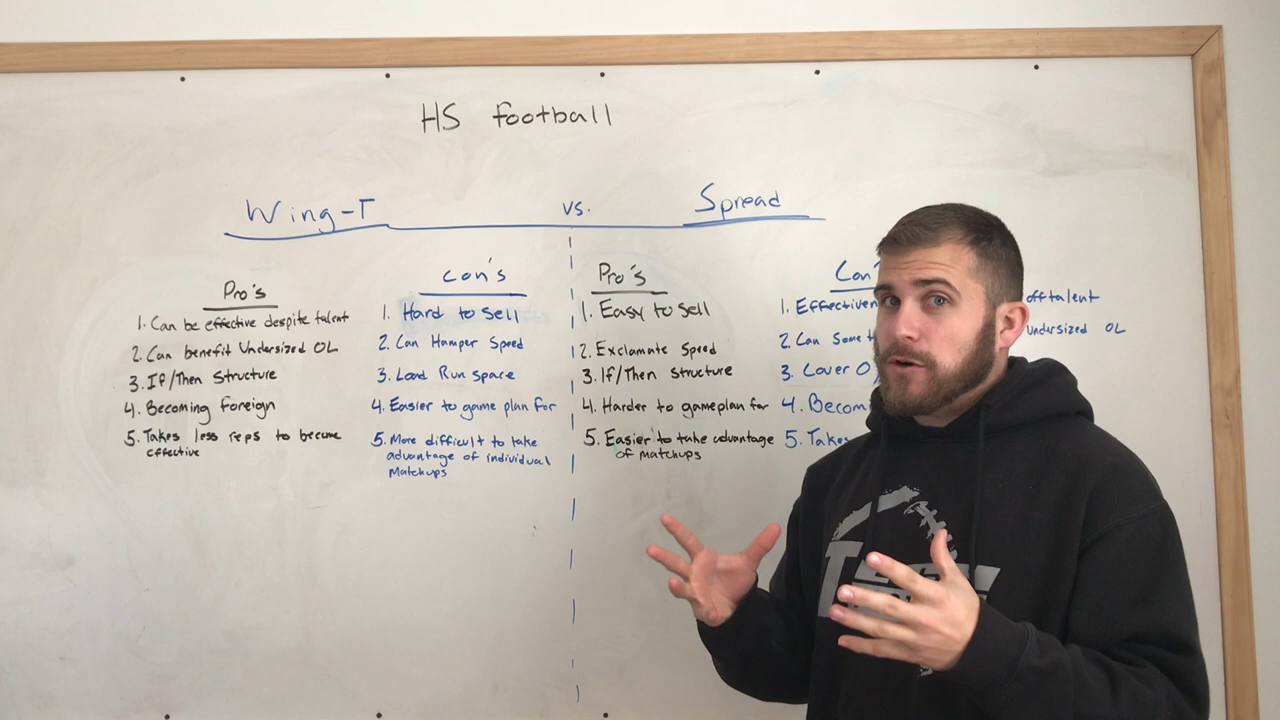 HS football
Wing-T vs. Spread
Pro's
1. Can be effective despite talent
2. Can benefit Undersized OL
3. If/Then Structure
4. Becoming Foreign
5. Takes less reps to become
effective
Con's
1. Hard to sell
2. Can Hamper Speed
3. Load Run space
4. Easier to game plan for
5. More difficult to take
advantage of individual
Matchups
Pro's
1. Easy to sell
2. Exclamate Speed
3. If/Then Structure
4. Harder to gameplan for
5. Easier to take advantage
of matchups
Con'
1. Effectiven off talent
2. Can Some Undersized OL
3. Cover
4. Becom
5. Takes